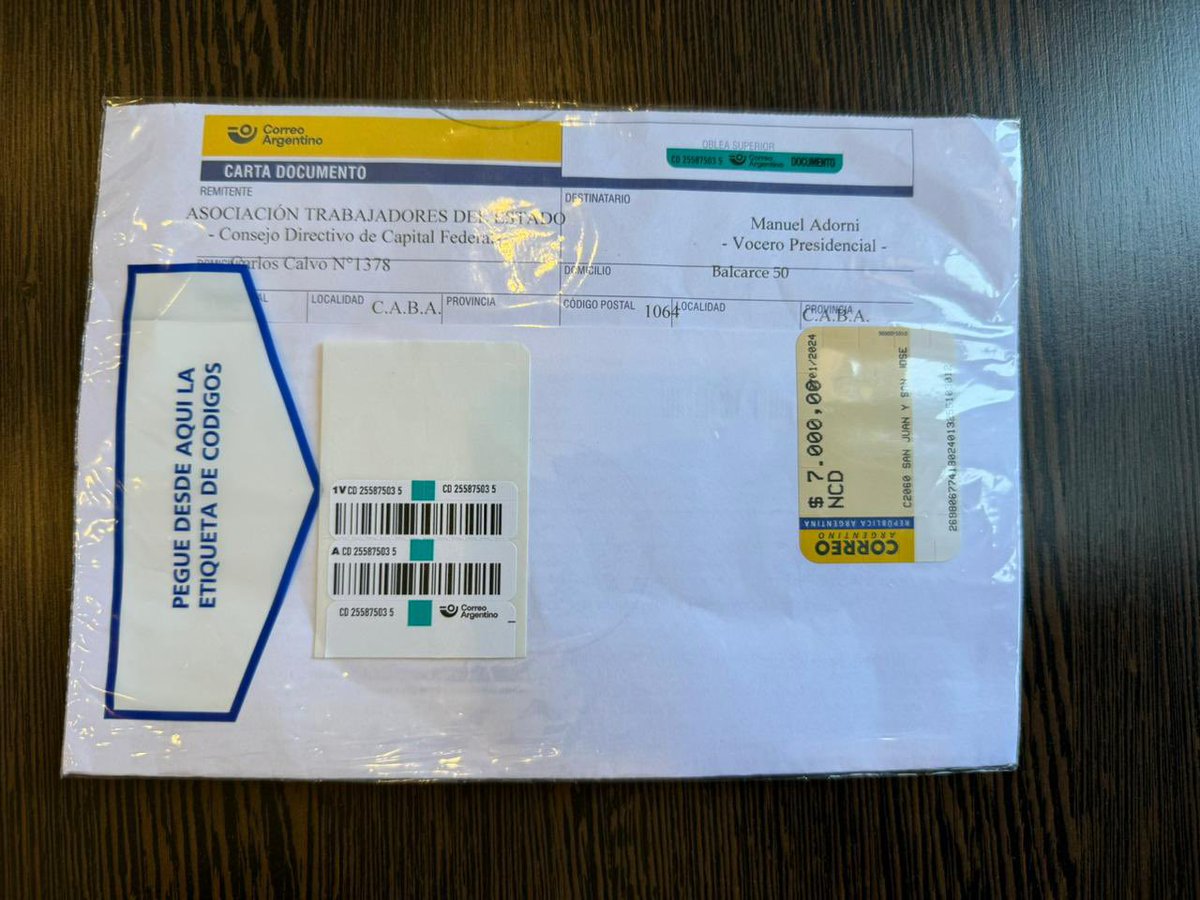 Correo
Argentino
CARTA DOCUMENTO
OBLEA SUPERIOR
CD 25587503 5 Correo Argentino DOCUMENTO
REMITENTE
ASOCIACIÓN TRABAJADORES DEL ESTADO
- Consejo Directivo de Capital Federal
Carlos Calvo N°1378
LOCALIDAD C.A.B.A. PROVINCIA
DESTINATARIO
Manuel Adorni
- Vocero Presidencial -
DOMICILIO Balcarce 50
CÓDIGO POSTAL 1064 LOCALIDAD PROVINCIA
C.A.B.A.
PEGUE DESDE AQUI LA
ETIQUETA DE CODIGOS
1V CD 25587503 5 CD 25587503 5
A CD 25587503 5
CD 25587503 5 Correo
Argentino
$ 7.000,00
NCD
C2060 SAN JUAN Y SAN JOSE
CORREO
ARGENTINO
REPÚBLICA ARGENTINA